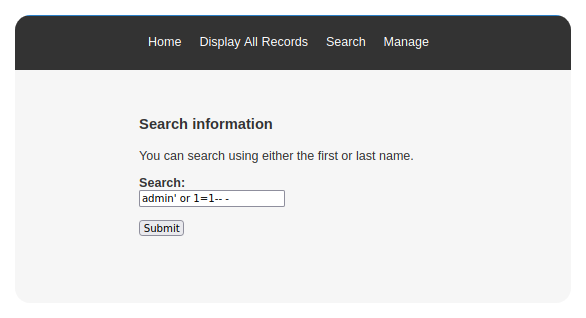 Home Display All Records Search Manage
Search information
You can search using either the first or last name.
Search:
admin' or 1=1-- -
Submit